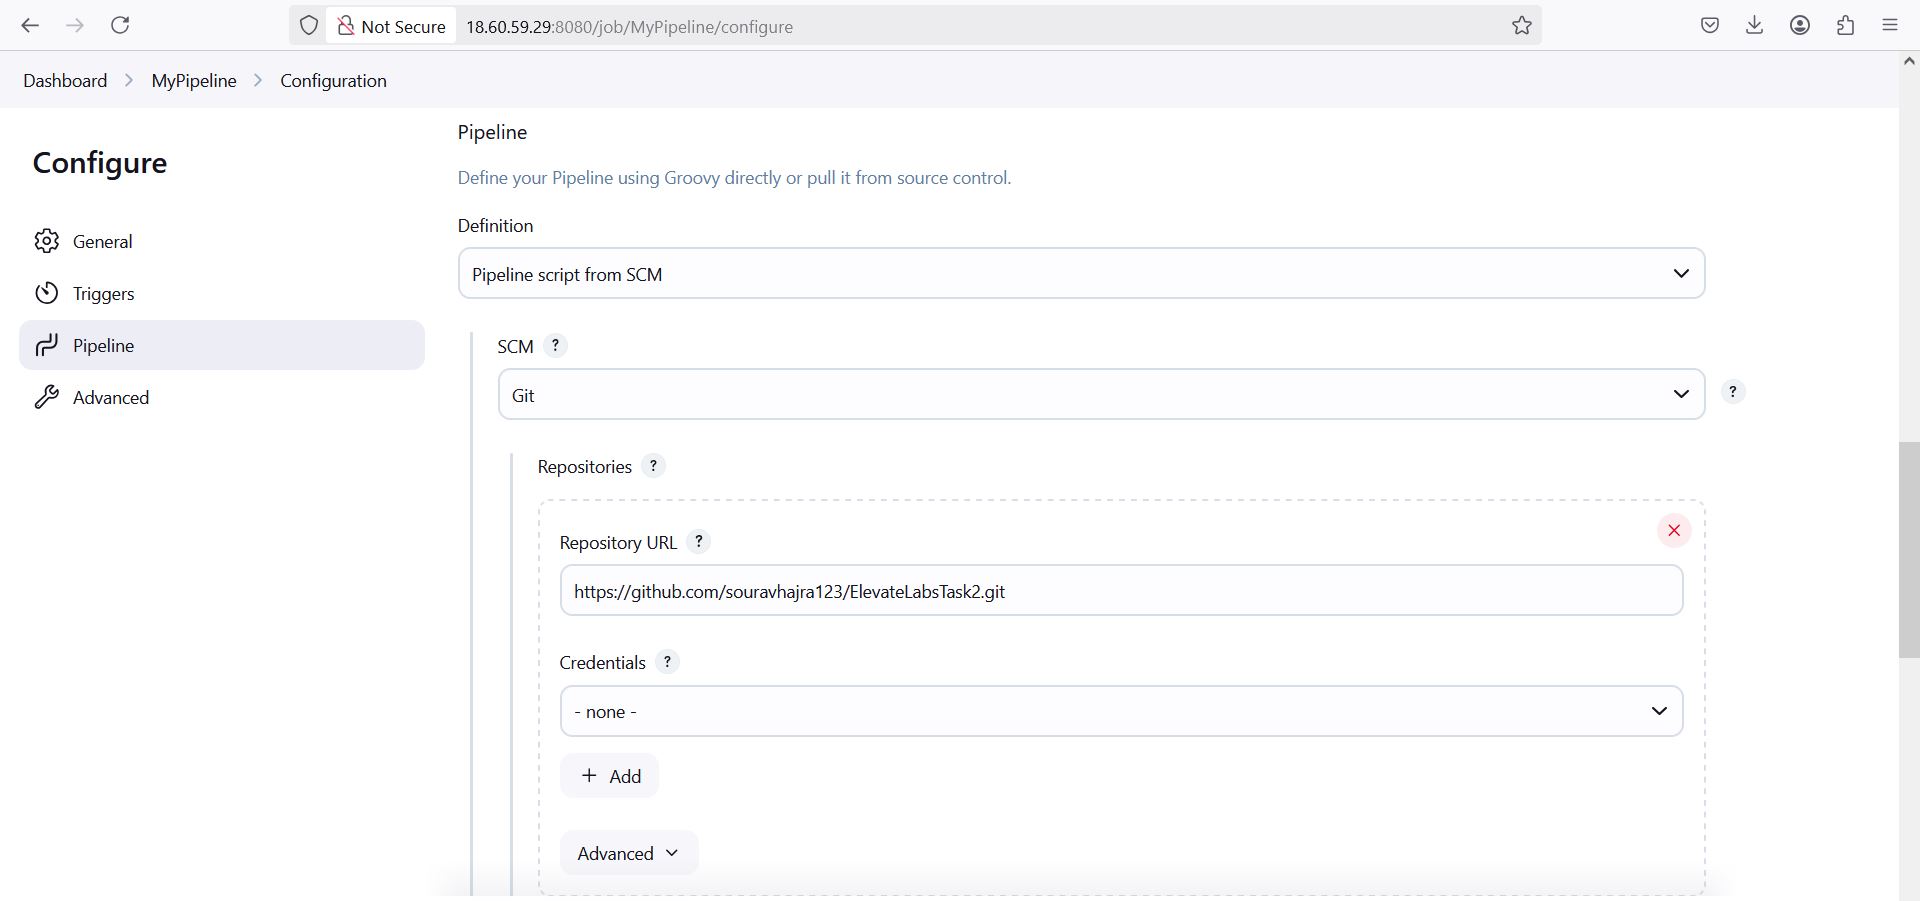 Not Secure 18.60.59.29:8080/job/MyPipeline/configure
Dashboard MyPipeline Configuration
Configure
General
Triggers
Pipeline
Advanced
Pipeline
Define your Pipeline using Groovy directly or pull it from source control.
Definition
Pipeline script from SCM
SCM ?
Git
?
Repositories ?
Repository URL ?
https://github.com/souravhajra123/ElevateLabsTask2.git
Credentials ?
- none -
+ Add
Advanced